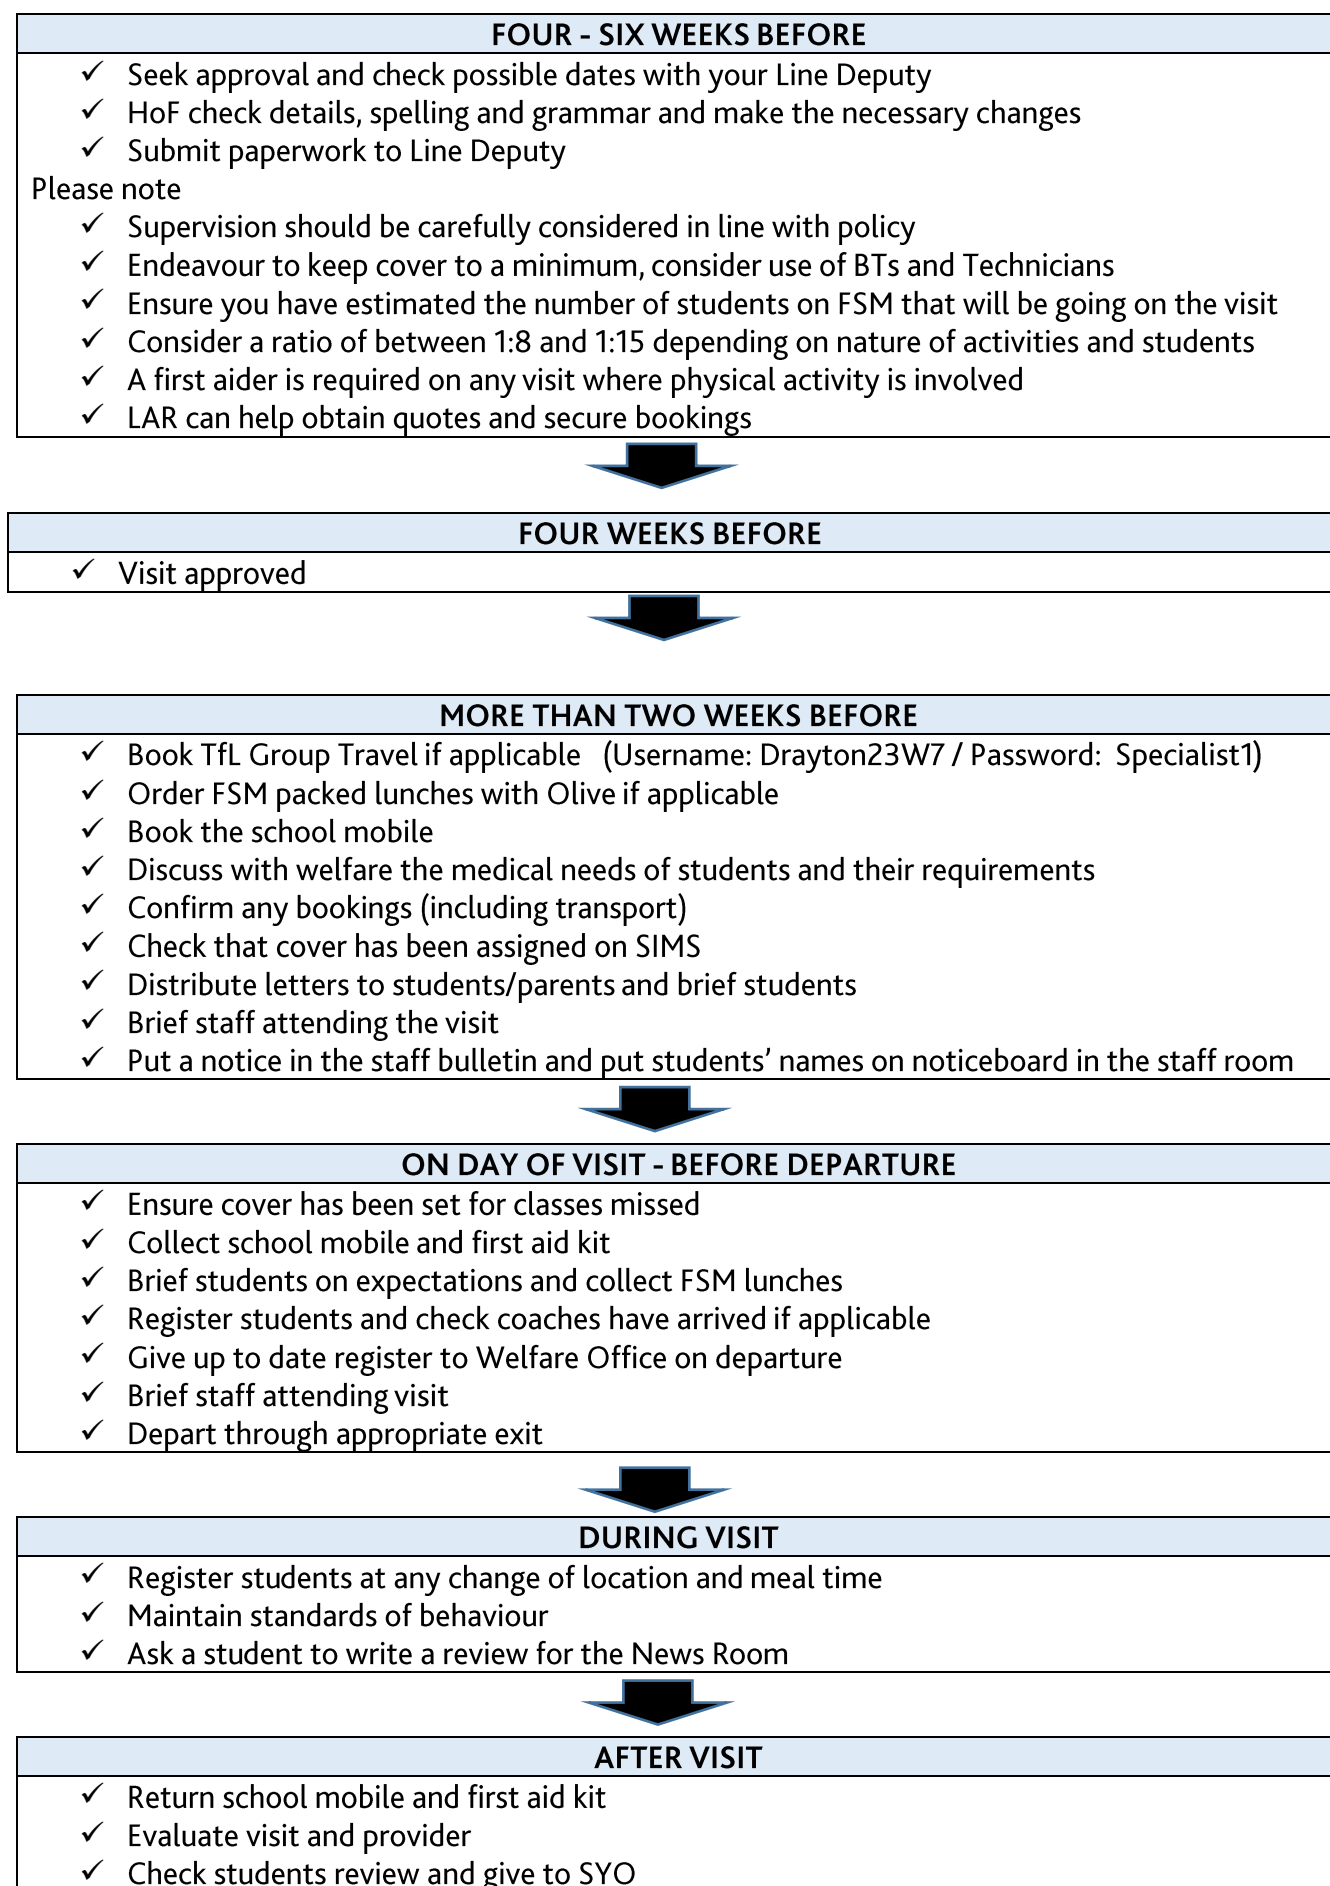 FOUR - SIX WEEKS BEFORE
✓ Seek approval and check possible dates with your Line Deputy
✓ HoF check details, spelling and grammar and make the necessary changes
✓ Submit paperwork to Line Deputy
Please note
✓ Supervision should be carefully considered in line with policy
✓ Endeavour to keep cover to a minimum, consider use of BTs and Technicians
✓ Ensure you have estimated the number of students on FSM that will be going on the visit
✓ Consider a ratio of between 1:8 and 1:15 depending on nature of activities and students
✓ A first aider is required on any visit where physical activity is involved
✓ LAR can help obtain quotes and secure bookings
FOUR WEEKS BEFORE
✓ Visit approved
MORE THAN TWO WEEKS BEFORE
✓ Book TfL Group Travel if applicable (Username: Drayton23W7 / Password: Specialist1)
✓ Order FSM packed lunches with Olive if applicable
✓ Book the school mobile
✓ Discuss with welfare the medical needs of students and their requirements
✓ Confirm any bookings (including transport)
✓ Check that cover has been assigned on SIMS
✓ Distribute letters to students/parents and brief students
✓ Brief staff attending the visit
✓ Put a notice in the staff bulletin and put students’ names on noticeboard in the staff room
ON DAY OF VISIT - BEFORE DEPARTURE
✓ Ensure cover has been set for classes missed
✓ Collect school mobile and first aid kit
✓ Brief students on expectations and collect FSM lunches
✓ Register students and check coaches have arrived if applicable
✓ Give up to date register to Welfare Office on departure
✓ Brief staff attending visit
✓ Depart through appropriate exit
DURING VISIT
✓ Register students at any change of location and meal time
✓ Maintain standards of behaviour
✓ Ask a student to write a review for the News Room
AFTER VISIT
✓ Return school mobile and first aid kit
✓ Evaluate visit and provider
✓ Check students review and give to SYO